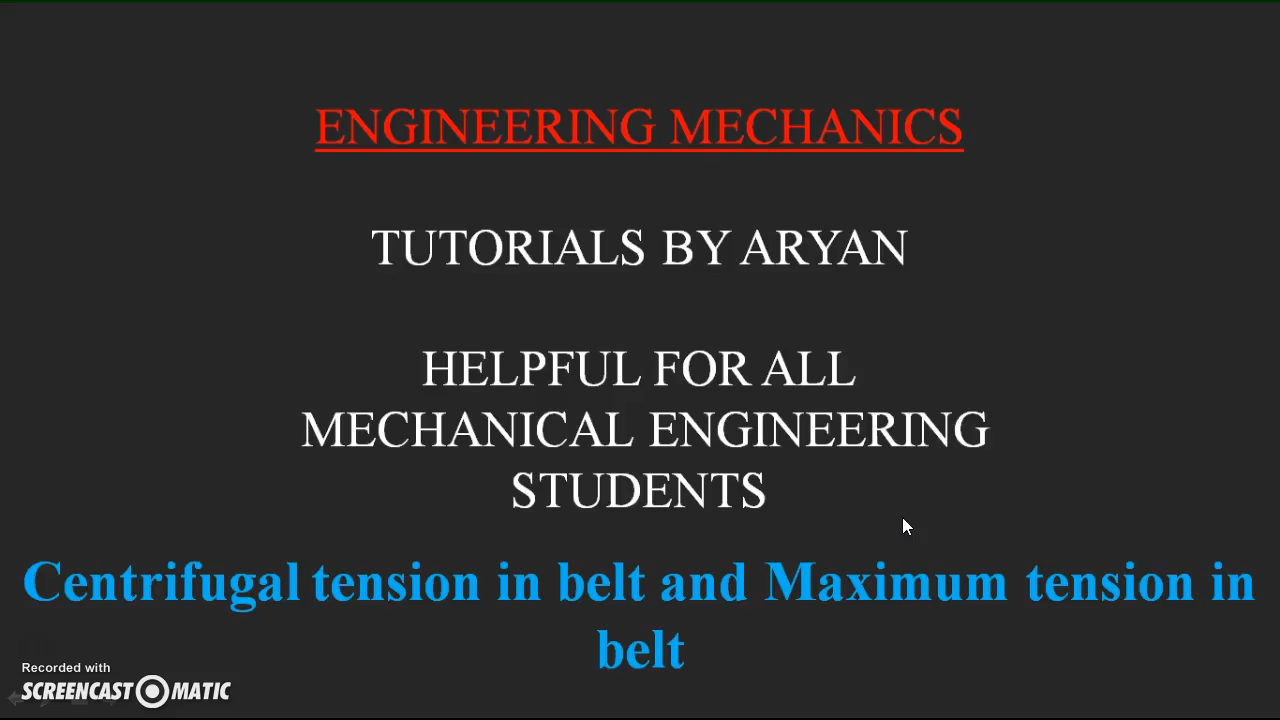 ENGINEERING MECHANICS
TUTORIALS BY ARYAN
HELPFUL FOR ALL
MECHANICAL ENGINEERING
STUDENTS
Centrifugal tension in belt and Maximum tension in
belt
Recorded with
SCREENCAST MATIC